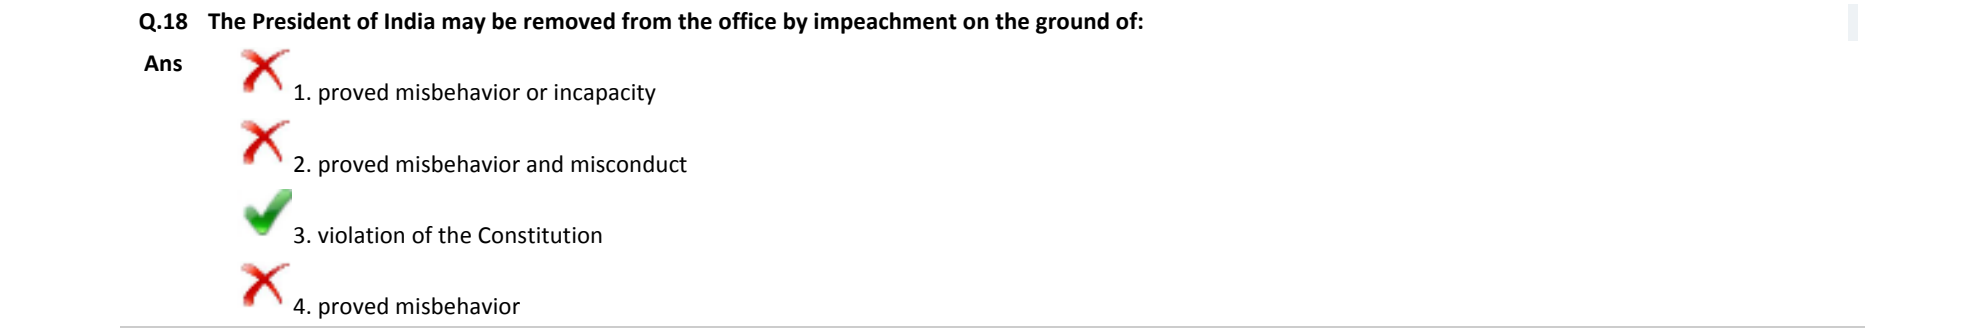 Q.18 The President of India may be removed from the office by impeachment on the ground of:
Ans
1. proved misbehavior or incapacity
2. proved misbehavior and misconduct
3. violation of the Constitution
4. proved misbehavior